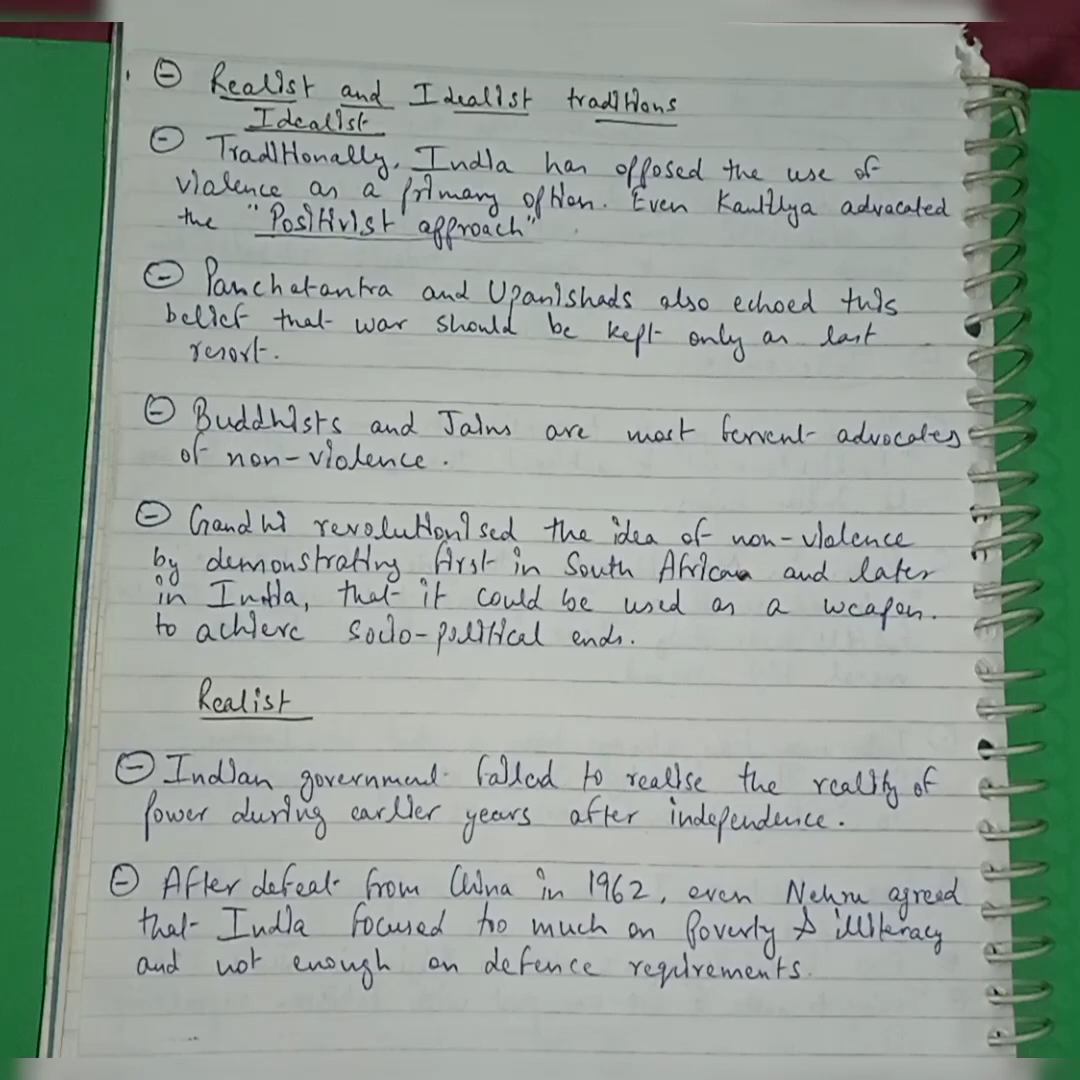 ⊖ Realist and Idealist traditions
Idealist
⊖ Traditionally, India has opposed the use of
violence as a primary option. Even Kautilya advocated
the "Positivist approach".
⊖ Panchatantra and Upanishads also echoed this
belief that war should be kept only as last
resort.
⊖ Buddhists and Jains are most fervent advocates
of non-violence.
⊖ Gandhi revolutionised the idea of non-violence
by demonstrating first in South Africa and later
in India, that it could be used as a weapon.
to achieve socio-political ends.
Realist
⊖ Indian government failed to realise the reality of
power during earlier years after independence.
⊖ After defeat from China in 1962, even Nehru agreed
that India focused too much on Poverty & illiteracy
and not enough on defence requirements.